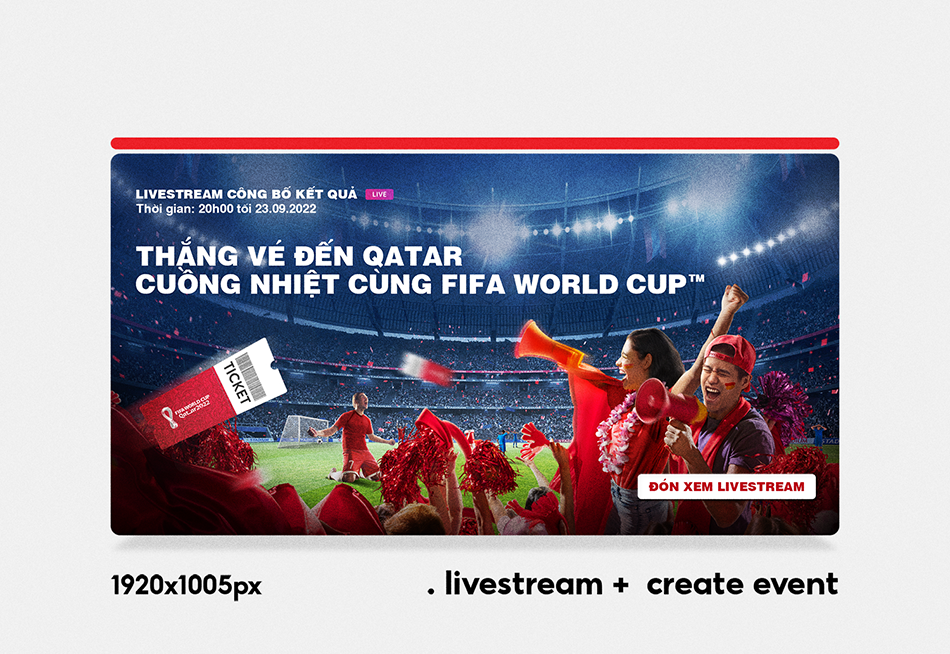 LIVESTREAM CÔNG BỐ KẾT QUẢ LIVE
Thời gian: 20h00 tối 23.09.2022
THẮNG VÉ ĐẾN QATAR
CUỒNG NHIỆT CÙNG FIFA WORLD CUP™
TICKET
FIFA WORLD CUP
Qatar2022
7
ĐÓN XEM LIVESTREAM
1920x1005px
. livestream + create event